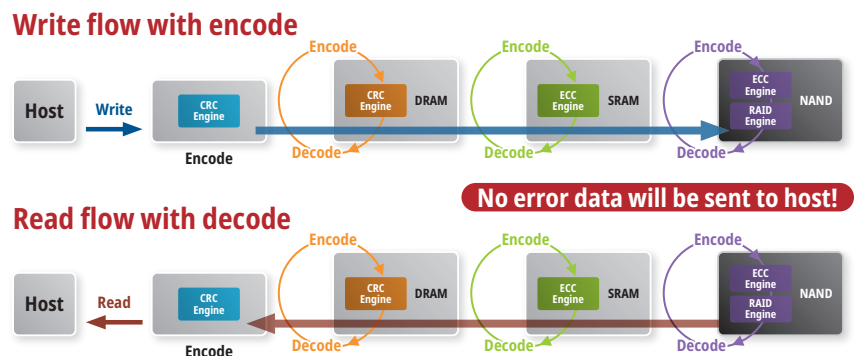 Write flow with encode
Encode
Encode
Encode
Host
Write
CRC
Engine
CRC
Engine
DRAM
ECC
Engine
SRAM
ECC
Engine
RAID
Engine
NAND
Encode
Decode
Decode
Decode
No error data will be sent to host!
Read flow with decode
Encode
Encode
Encode
Host
Read
CRC
Engine
CRC
Engine
DRAM
ECC
Engine
SRAM
ECC
Engine
RAID
Engine
NAND
Encode
Decode
Decode
Decode